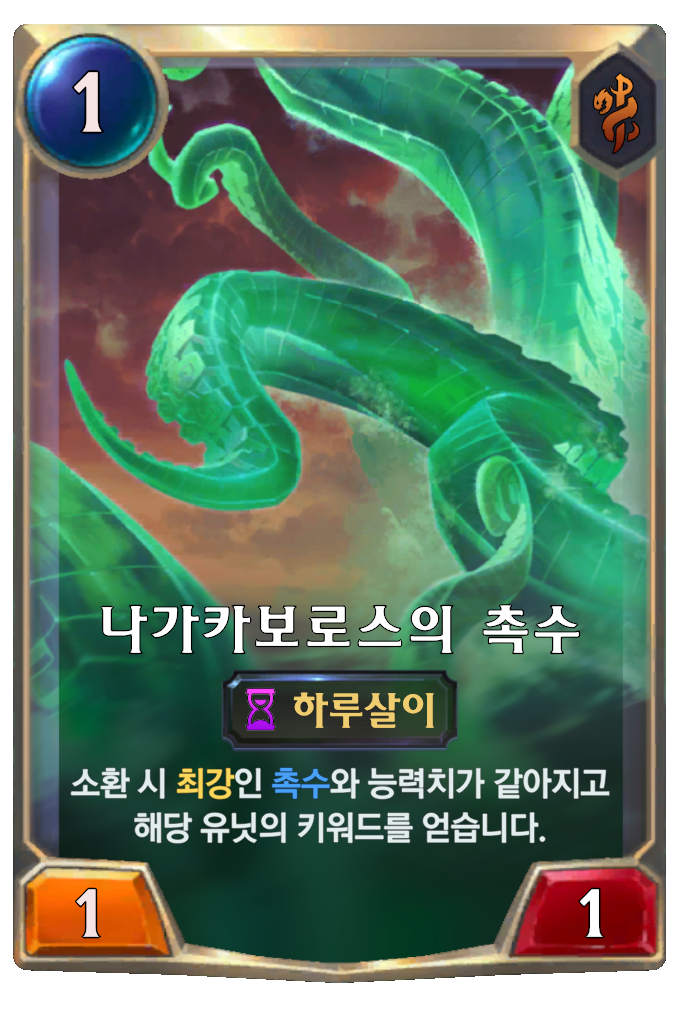 1
나가카보로스의 촉수
하루살이
소환 시 최강인 촉수와 능력치가 같아지고
해당 유닛의 키워드를 얻습니다.
1
1